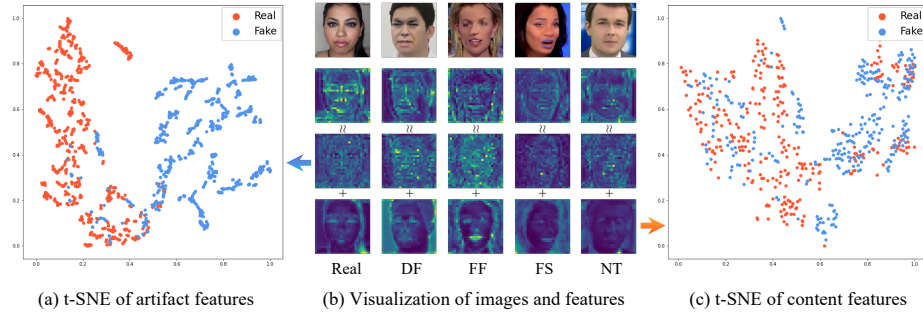 Real
Fake
1.0
0.8
0.6
0.4
0.2
0.0
0.0 0.2 0.4 0.6 0.8 1.0
(a) t-SNE of artifact features
≈ ≈ ≈ ≈ ≈
+ + + + +
Real DF FF FS NT
(b) Visualization of images and features
Real
Fake
1.0
0.8
0.6
0.4
0.2
0.0
0.0 0.2 0.4 0.6 0.8 1.0
(c) t-SNE of content features